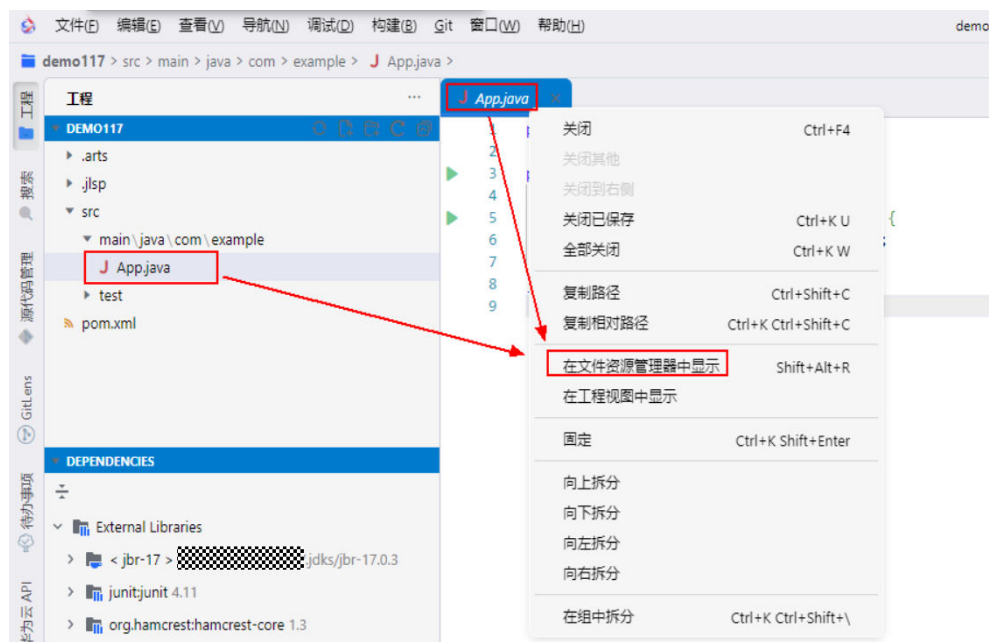 文件(F) 编辑(E) 查看(V) 导航(N) 调试(D) 构建(B) Git 窗口(W) 帮助(H) demo
demo117 > src > main > java > com > example > J App.java >
工程
搜索
源代码管理
GitLens
待办事项
华为云 API
工程 ...
DEMO117
.arts
.jlsp
src
main\java\com\example
J App.java
test
pom.xml
DEPENDENCIES
External Libraries
< jbr-17 > .jdks/jbr-17.0.3
junit:junit 4.11
org.hamcrest:hamcrest-core 1.3
J App.java
1
2
3
4
5 {
6 ;
7
8
9
关闭 Ctrl+F4
关闭其他
关闭到右侧
关闭已保存 Ctrl+K U
全部关闭 Ctrl+K W
复制路径 Ctrl+Shift+C
复制相对路径 Ctrl+K Ctrl+Shift+C
在文件资源管理器中显示 Shift+Alt+R
在工程视图中显示
固定 Ctrl+K Shift+Enter
向上拆分
向下拆分
向左拆分
向右拆分
在组中拆分 Ctrl+K Ctrl+Shift+\